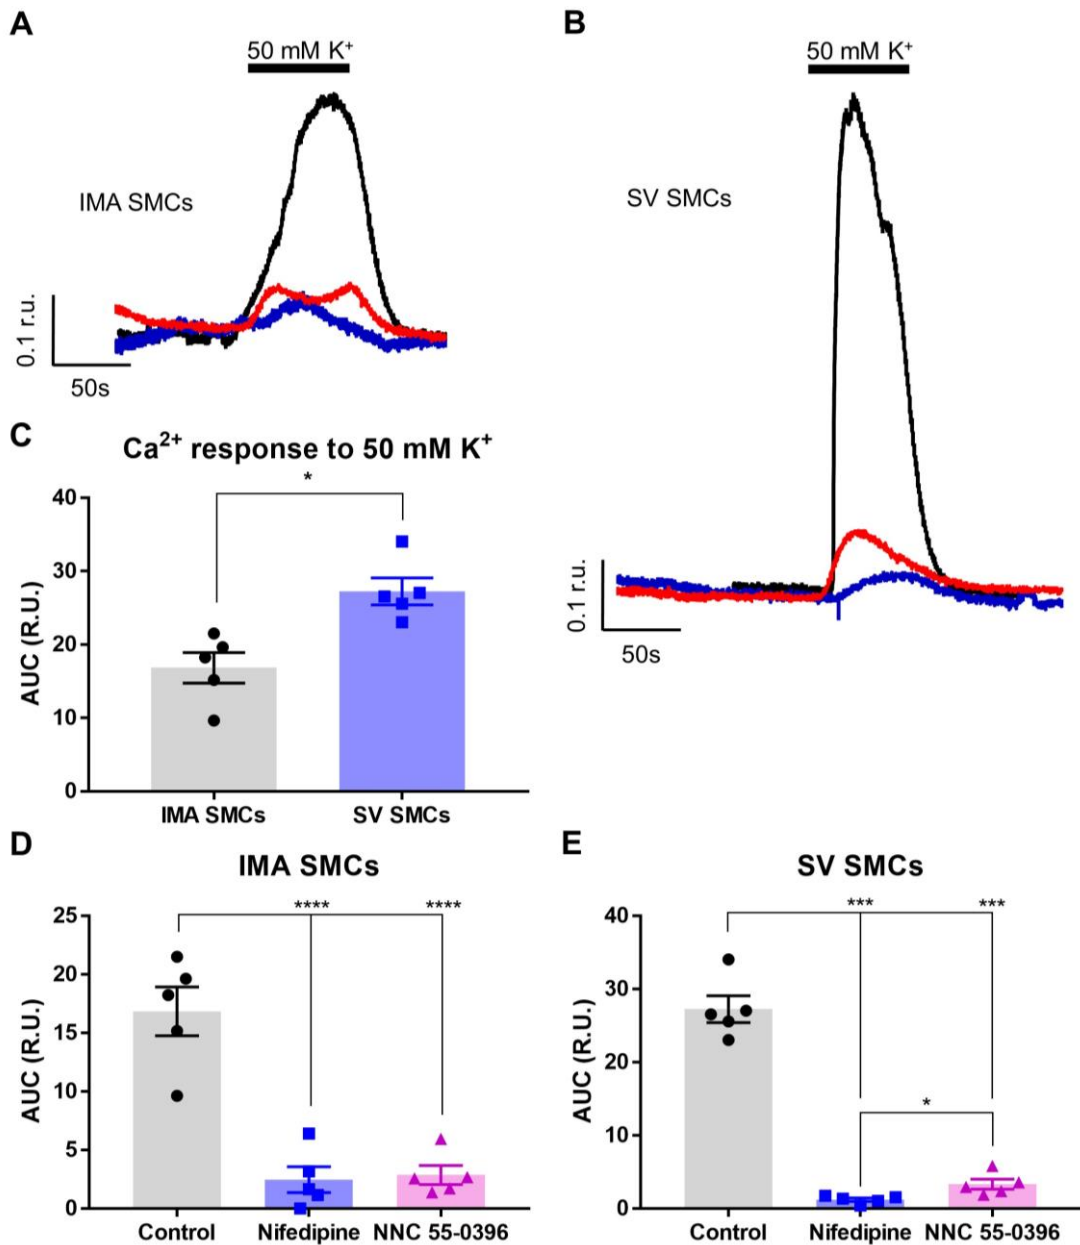 A
50 mM K⁺
IMA SMCs
0.1 r.u.
50s
B
50 mM K⁺
SV SMCs
0.1 r.u.
50s
C
Ca²⁺ response to 50 mM K⁺
*
AUC (R.U.)
40
30
20
10
0
IMA SMCs
SV SMCs
D
IMA SMCs
****
****
AUC (R.U.)
25
20
15
10
5
0
Control
Nifedipine
NNC 55-0396
E
SV SMCs
***
***
*
AUC (R.U.)
40
30
20
10
0
Control
Nifedipine
NNC 55-0396